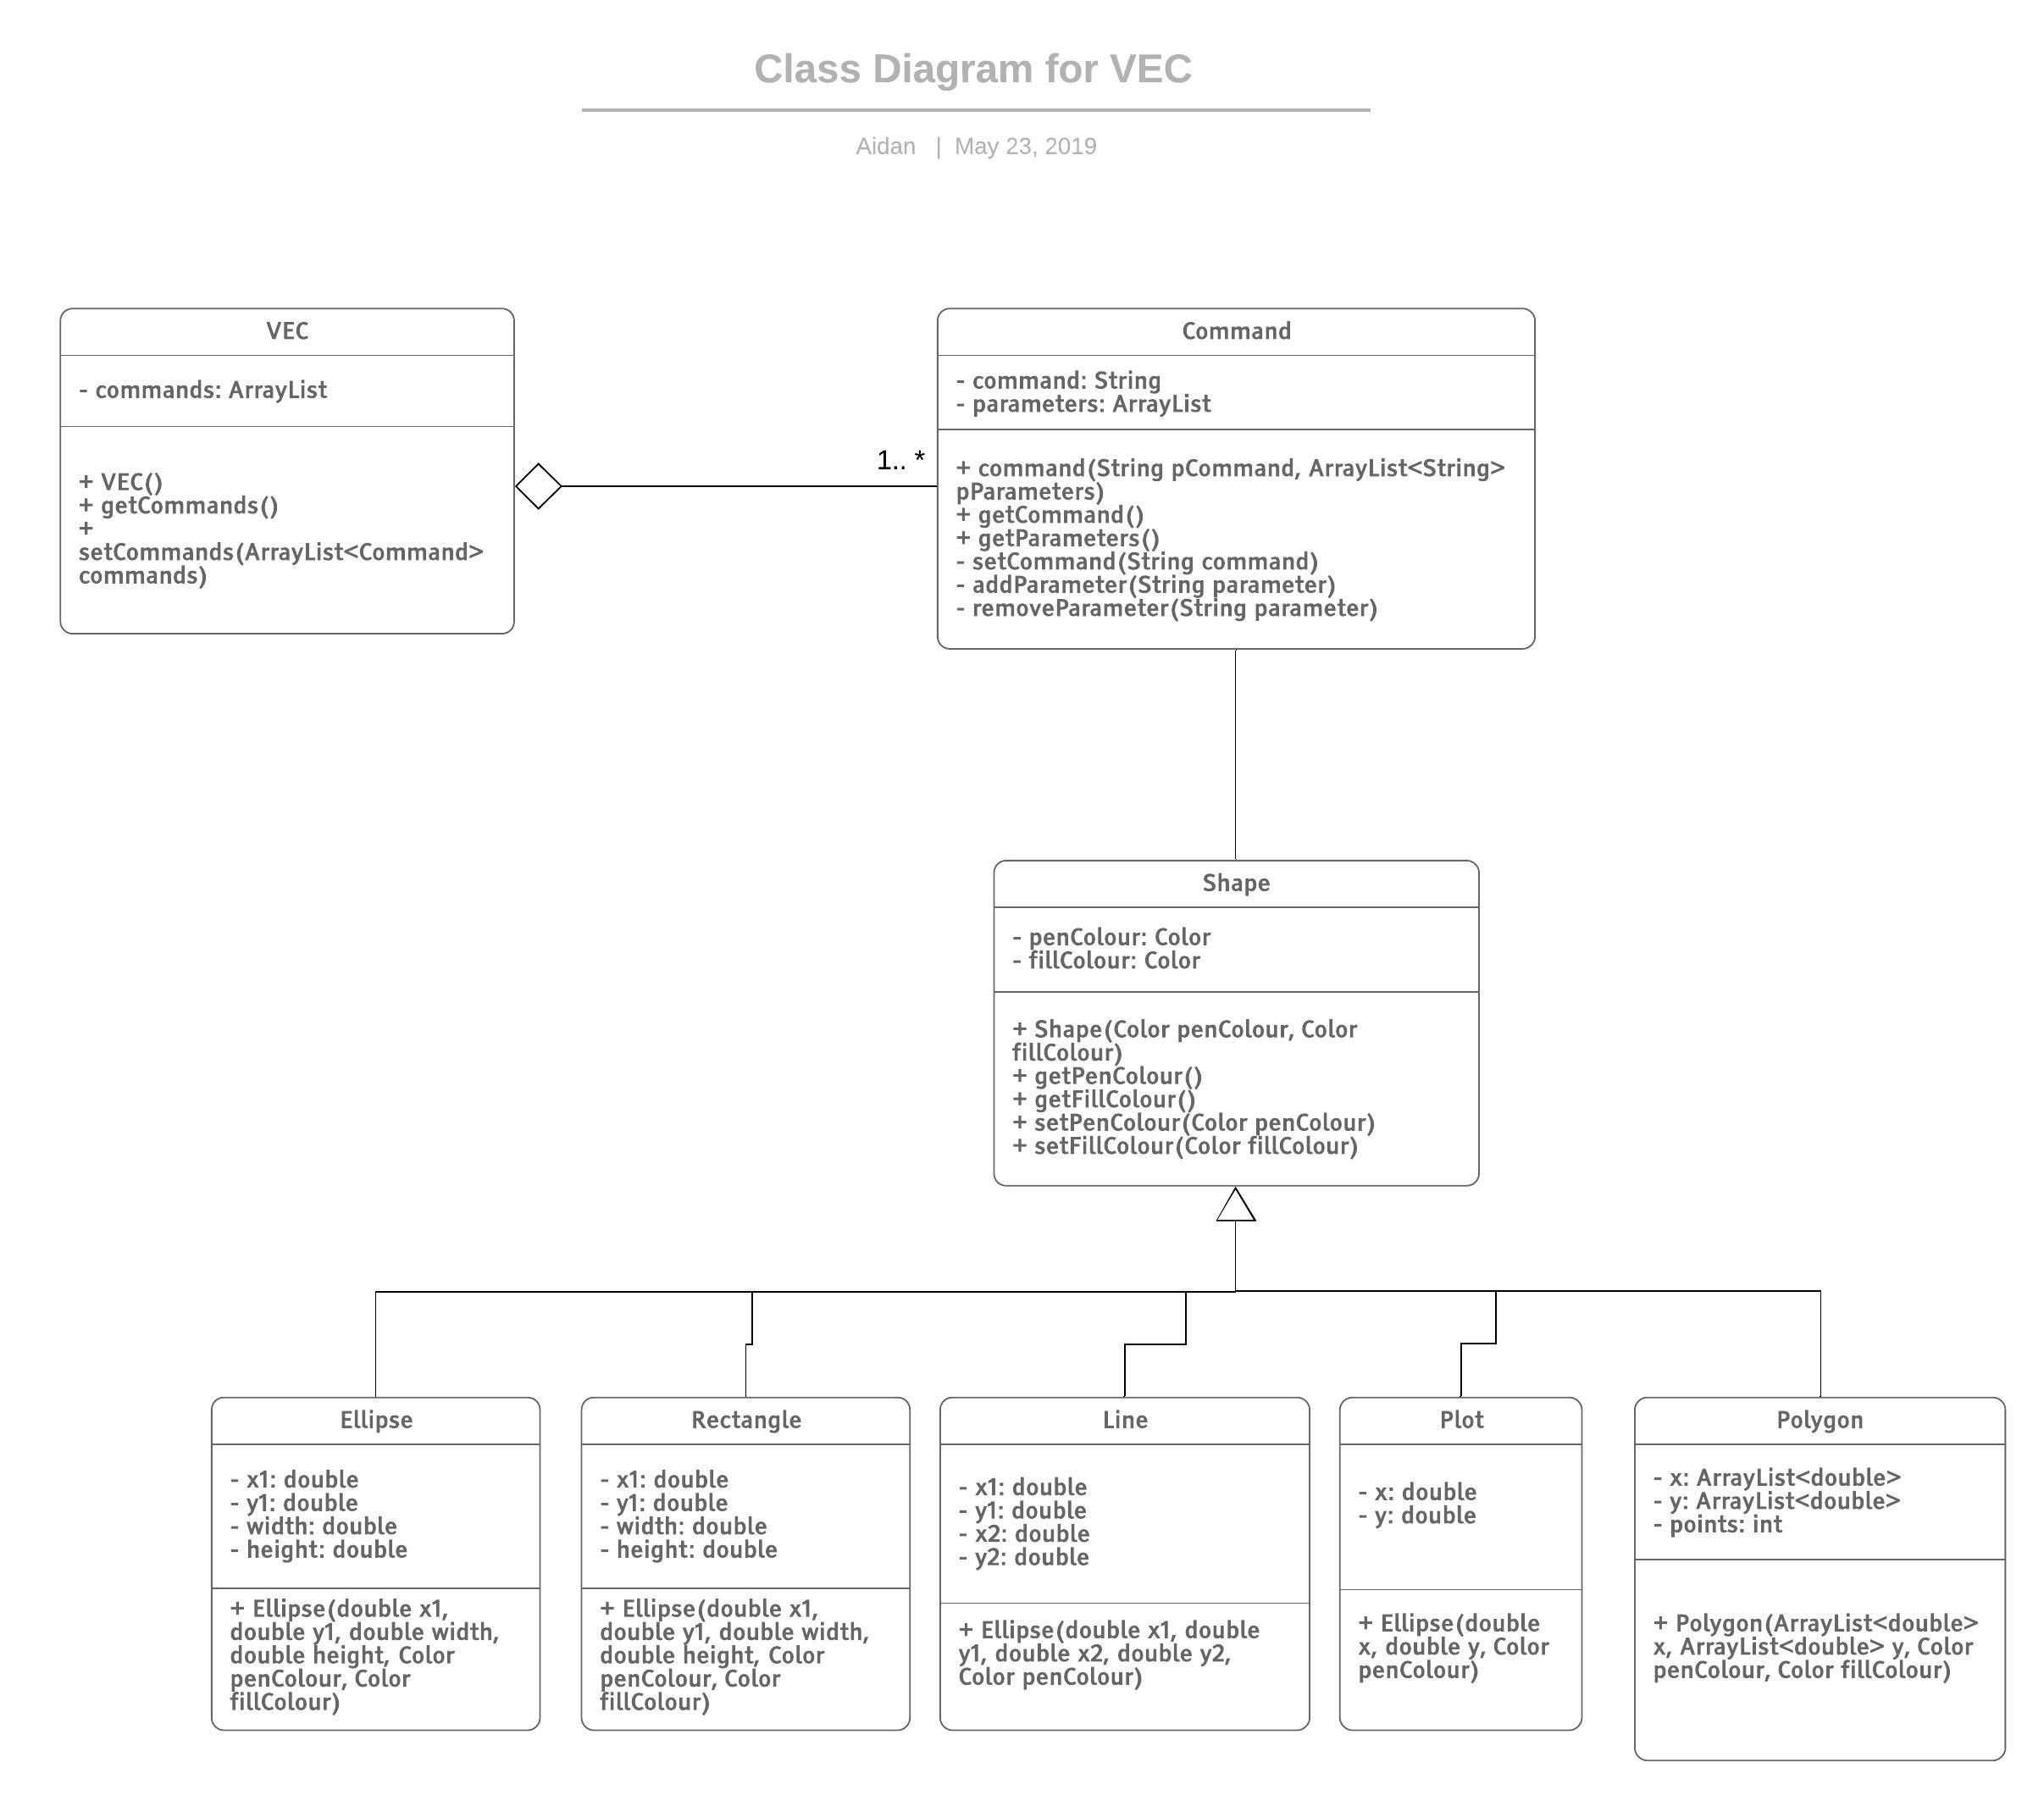 Class Diagram for VEC
Aidan | May 23, 2019
VEC
- commands: ArrayList
+ VEC()
+ getCommands()
+
setCommands(ArrayList<Command>
commands)
1.. *
Command
- command: String
- parameters: ArrayList
+ command(String pCommand, ArrayList<String>
pParameters)
+ getCommand()
+ getParameters()
- setCommand(String command)
- addParameter(String parameter)
- removeParameter(String parameter)
Shape
- penColour: Color
- fillColour: Color
+ Shape(Color penColour, Color
fillColour)
+ getPenColour()
+ getFillColour()
+ setPenColour(Color penColour)
+ setFillColour(Color fillColour)
Ellipse
- x1: double
- y1: double
- width: double
- height: double
+ Ellipse(double x1,
double y1, double width,
double height, Color
penColour, Color
fillColour)
Rectangle
- x1: double
- y1: double
- width: double
- height: double
+ Ellipse(double x1,
double y1, double width,
double height, Color
penColour, Color
fillColour)
Line
- x1: double
- y1: double
- x2: double
- y2: double
+ Ellipse(double x1, double
y1, double x2, double y2,
Color penColour)
Plot
- x: double
- y: double
+ Ellipse(double
x, double y, Color
penColour)
Polygon
- x: ArrayList<double>
- y: ArrayList<double>
- points: int
+ Polygon(ArrayList<double>
x, ArrayList<double> y, Color
penColour, Color fillColour)